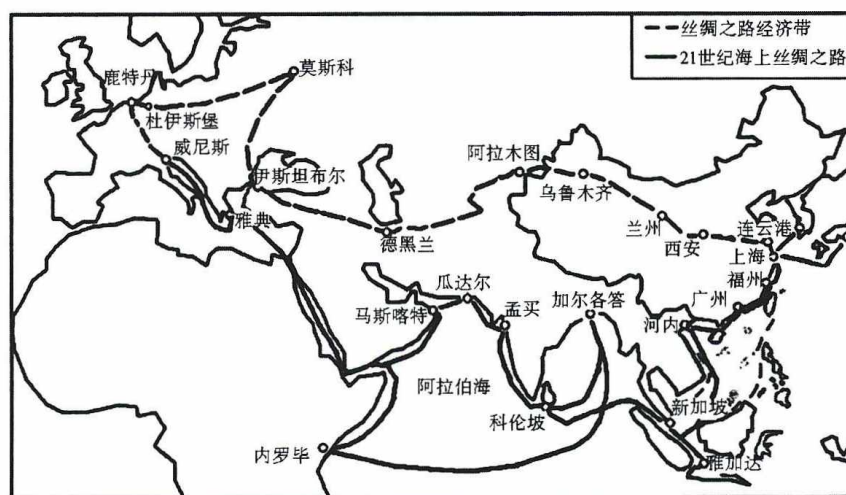 丝绸之路经济带
21世纪海上丝绸之路
鹿特丹
莫斯科
杜伊斯堡
威尼斯
阿拉木图
伊斯坦布尔
乌鲁木齐
雅典
兰州
连云港
德黑兰
西安
上海
福州
瓜达尔
广州
马斯喀特
孟买
加尔各答
河内
阿拉伯海
科伦坡
新加坡
内罗毕
雅加达